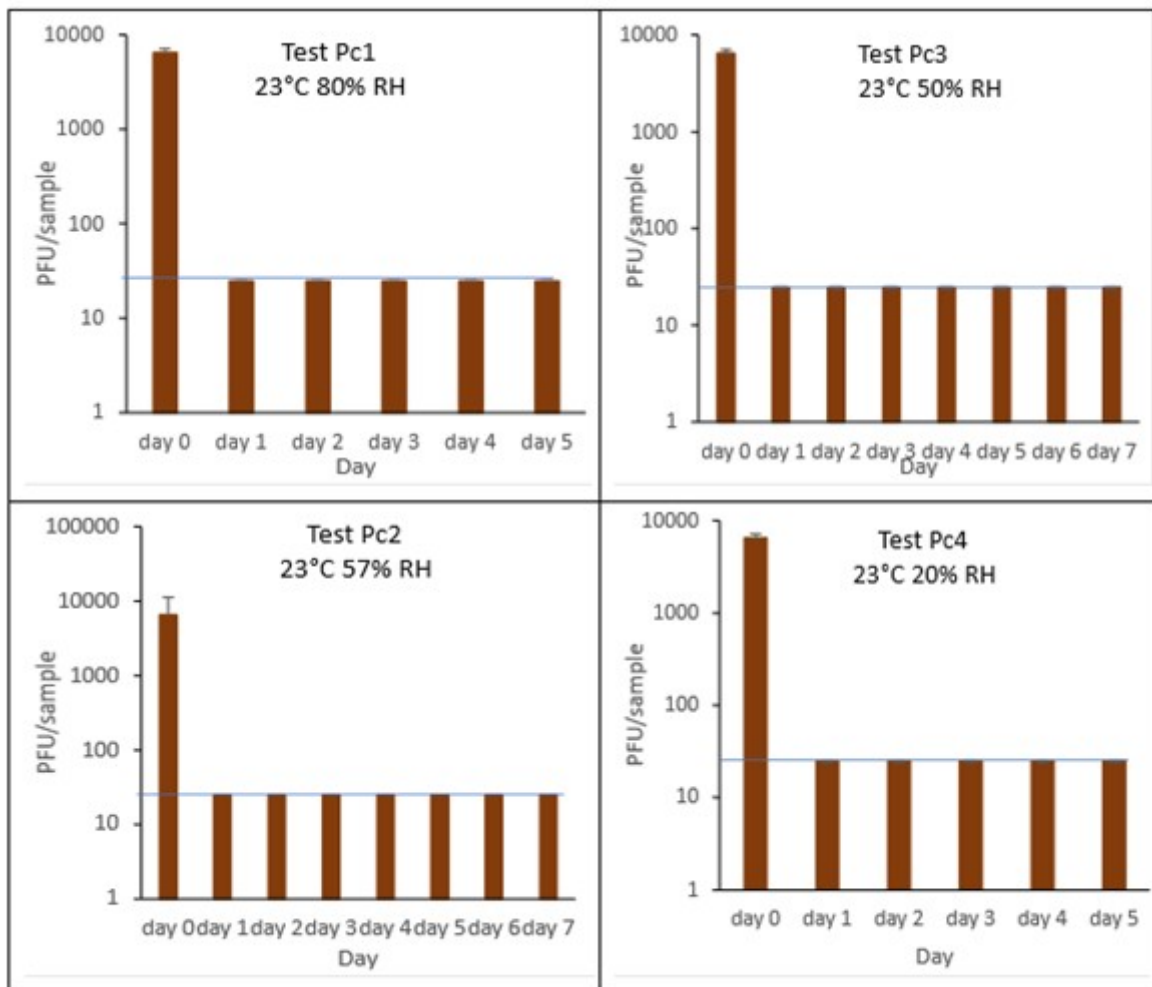 Test Pc1
23°C 80% RH
PFU/sample
10000
1000
100
10
1
day 0 day 1 day 2 day 3 day 4 day 5
Day
Test Pc3
23°C 50% RH
PFU/sample
10000
1000
100
10
1
day 0 day 1 day 2 day 3 day 4 day 5 day 6 day 7
Day
Test Pc2
23°C 57% RH
PFU/sample
100000
10000
1000
100
10
1
day 0 day 1 day 2 day 3 day 4 day 5 day 6 day 7
Day
Test Pc4
23°C 20% RH
PFU/sample
10000
1000
100
10
1
day 0 day 1 day 2 day 3 day 4 day 5
Day